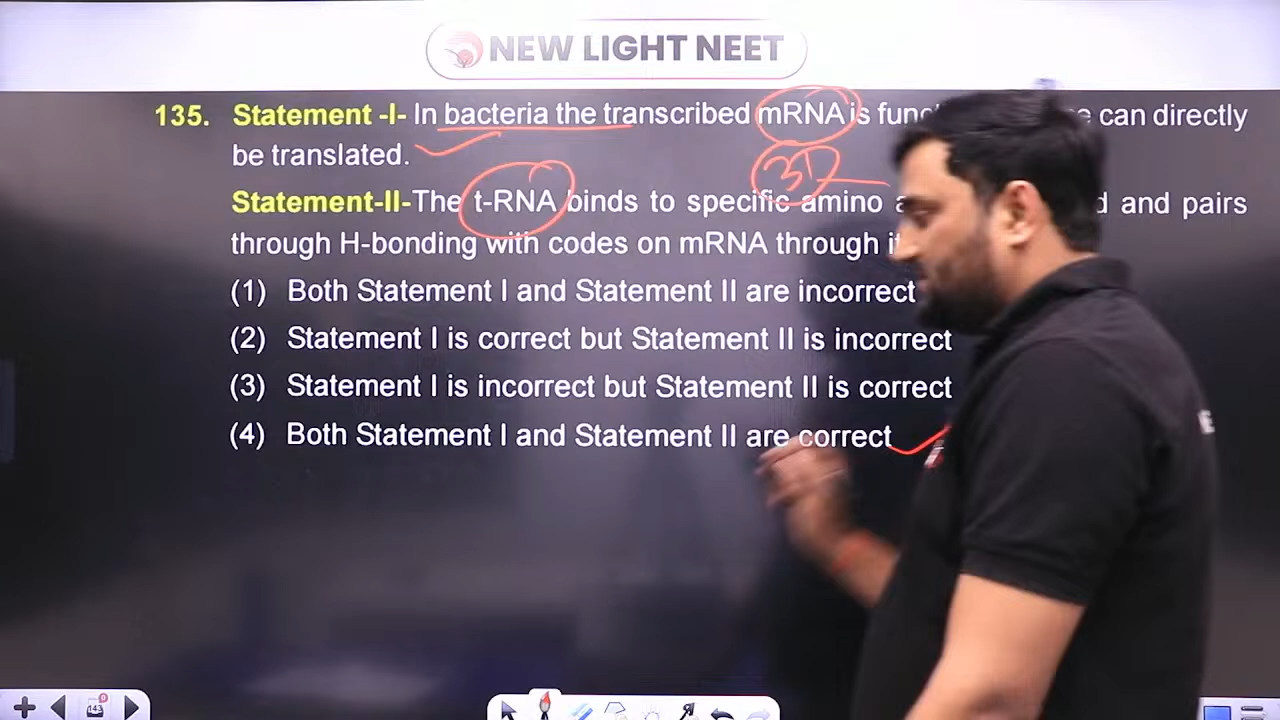 NEW LIGHT NEET
135. Statement -I- In bacteria the transcribed mRNA is can directly
be translated.
Statement-II-The t-RNA binds to specific amino and pairs
through H-bonding with codes on mRNA through
(1) Both Statement I and Statement II are incorrect
(2) Statement I is correct but Statement II is incorrect
(3) Statement I is incorrect but Statement II is correct
(4) Both Statement I and Statement II are correct
143